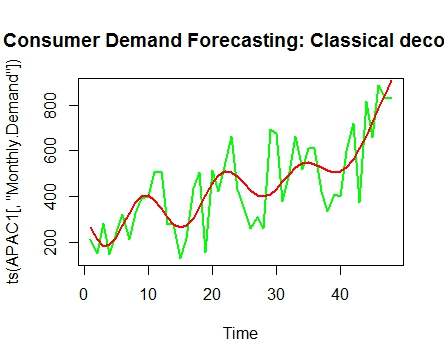 Consumer Demand Forecasting: Classical deco
ts(APAC1[, "Monthly.Demand"])
800
600
400
200
0 10 20 30 40
Time